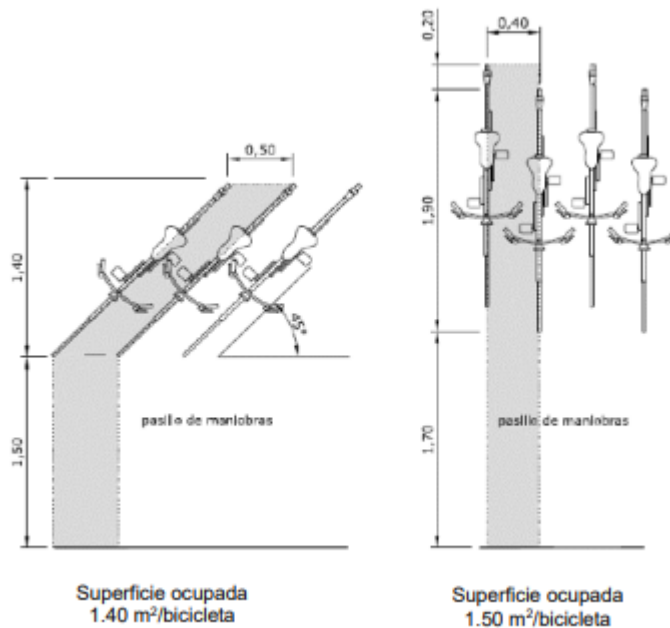 0,20
0,40
0,50
1,40
1,90
45°
1,50
pasillo de maniobras
1,70
pasillo de maniobras
Superficie ocupada
1.40 m²/bicicleta
Superficie ocupada
1.50 m²/bicicleta